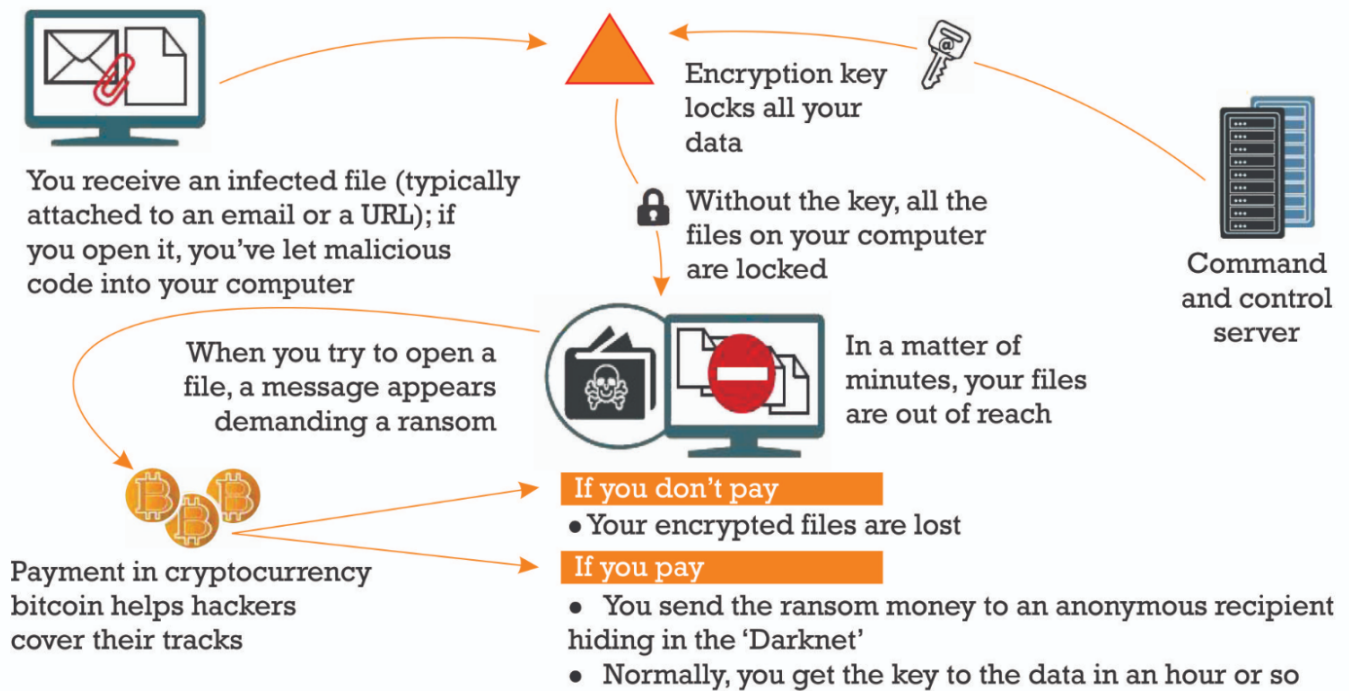 You receive an infected file (typically
attached to an email or a URL); if
you open it, you've let malicious
code into your computer
@
Encryption key
locks all your
data
Without the key, all the
files on your computer
are locked
Command
and control
server
When you try to open a
file, a message appears
demanding a ransom
In a matter of
minutes, your files
are out of reach
Payment in cryptocurrency
bitcoin helps hackers
cover their tracks
If you don't pay
● Your encrypted files are lost
If you pay
● You send the ransom money to an anonymous recipient
hiding in the ‘Darknet’
● Normally, you get the key to the data in an hour or so